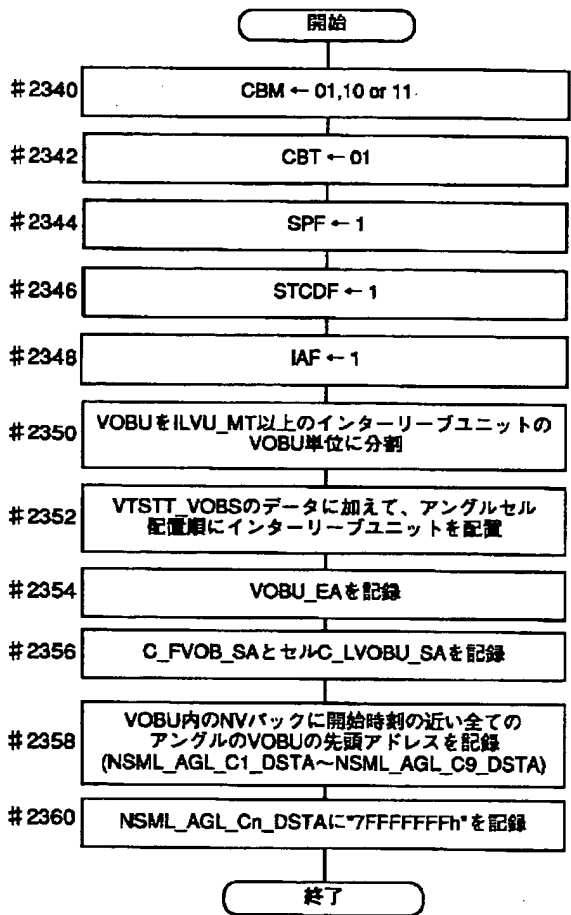 開始
#2340
CBM ← 01,10 or 11
#2342
CBT ← 01
#2344
SPF ← 1
#2346
STCDF ← 1
#2348
IAF ← 1
#2350
VOBUをILVU_MT以上のインターリーブユニットの
VOBU単位に分割
#2352
VTSTT_VOBSのデータに加えて、アングルセル
配置順にインターリーブユニットを配置
#2354
VOBU_EAを記録
#2356
C_FVOB_SAとセルC_LVOBU_SAを記録
#2358
VOBU内のNVパックに開始時刻の近い全ての
アングルのVOBUの先頭アドレスを記録
(NSML_AGL_C1_DSTA〜NSML_AGL_C9_DSTA)
#2360
NSML_AGL_Cn_DSTAに"7FFFFFFFh"を記録
終了